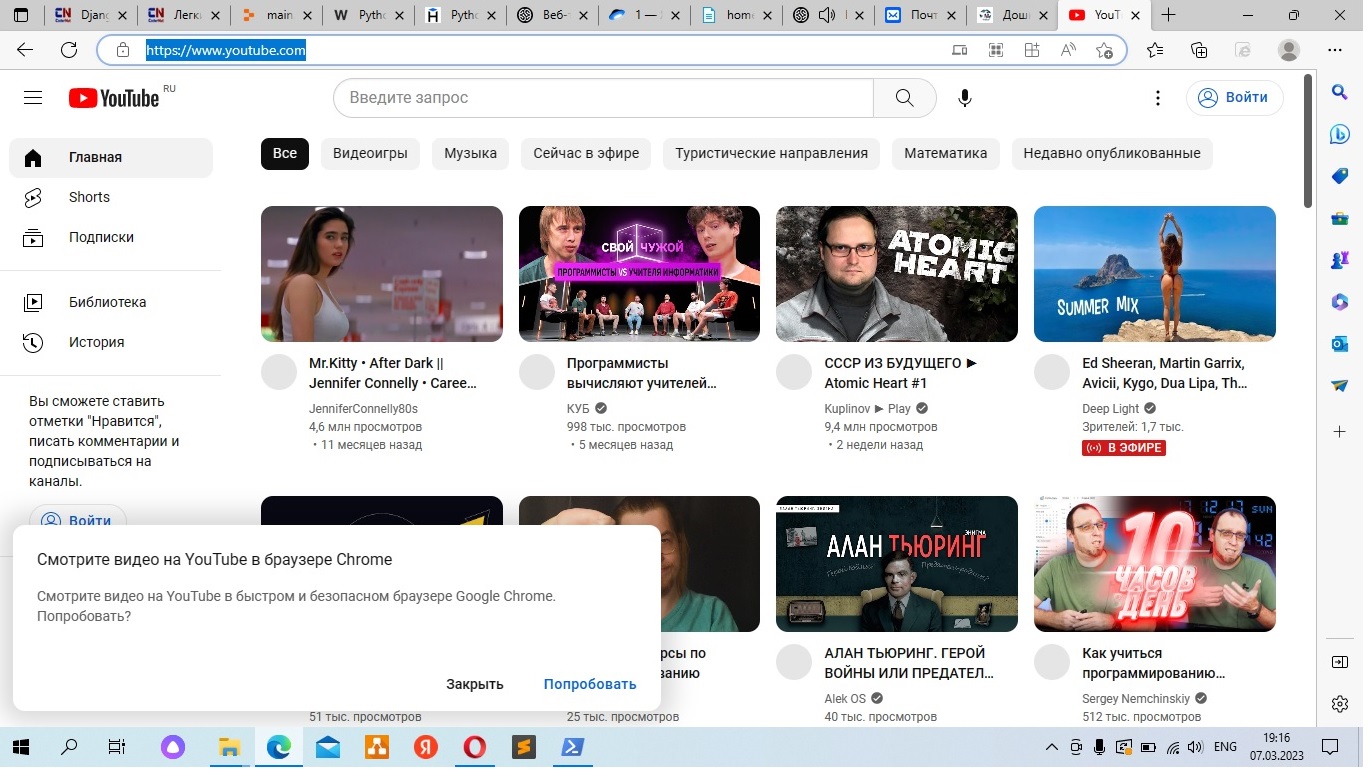 Djang
Легк
main
Pytho
Pytho
Веб-
1 —
home
Почт
Дош
YouT
https://www.youtube.com
YouTube RU
Введите запрос
Войти
Главная
Shorts
Подписки
Библиотека
История
Вы сможете ставить
отметки "Нравится",
писать комментарии и
подписываться на
каналы.
Войти
Все
Видеоигры
Музыка
Сейчас в эфире
Туристические направления
Математика
Недавно опубликованные
Mr.Kitty • After Dark ||
Jennifer Connelly • Caree...
JenniferConnelly80s
4,6 млн просмотров
• 11 месяцев назад
СВОЙ ЧУЖОЙ
ПРОГРАММИСТЫ VS УЧИТЕЛЯ ИНФОРМАТИКИ
Программисты
вычисляют учителей...
КУБ
998 тыс. просмотров
• 5 месяцев назад
ATOMIC
HEART
СССР ИЗ БУДУЩЕГО ►
Atomic Heart #1
Kuplinov ► Play
9,4 млн просмотров
• 2 недели назад
SUMMER MIX
Ed Sheeran, Martin Garrix,
Avicii, Kygo, Dua Lipa, Th...
Deep Light
Зрителей: 1,7 тыс.
В ЭФИРЕ
51 тыс. просмотров
рсы по
ванию
25 тыс. просмотров
ЭНИГМА
АЛАН ТЬЮРИНГ
АЛАН ТЬЮРИНГ. ГЕРОЙ
ВОЙНЫ ИЛИ ПРЕДАТЕЛ...
Alek OS
40 тыс. просмотров
10
ЧАСОВ
В ДЕНЬ
Как учиться
программированию...
Sergey Nemchinskiy
512 тыс. просмотров
Смотрите видео на YouTube в браузере Chrome
Смотрите видео на YouTube в быстром и безопасном браузере Google Chrome.
Попробовать?
Закрыть
Попробовать
ENG
19:16
07.03.2023